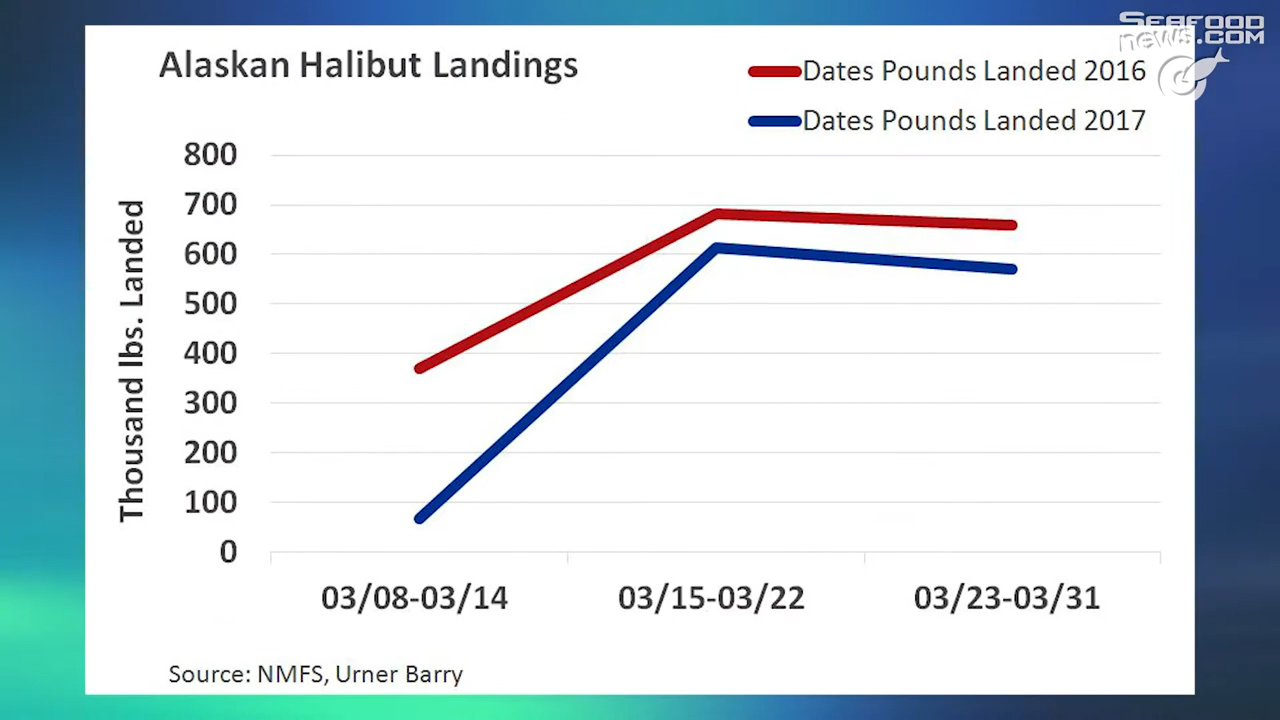 SEAFOOD
news.COM
Alaskan Halibut Landings
Dates Pounds Landed 2016
Dates Pounds Landed 2017
Thousand lbs. Landed
800
700
600
500
400
300
200
100
0
03/08-03/14
03/15-03/22
03/23-03/31
Source: NMFS, Urner Barry